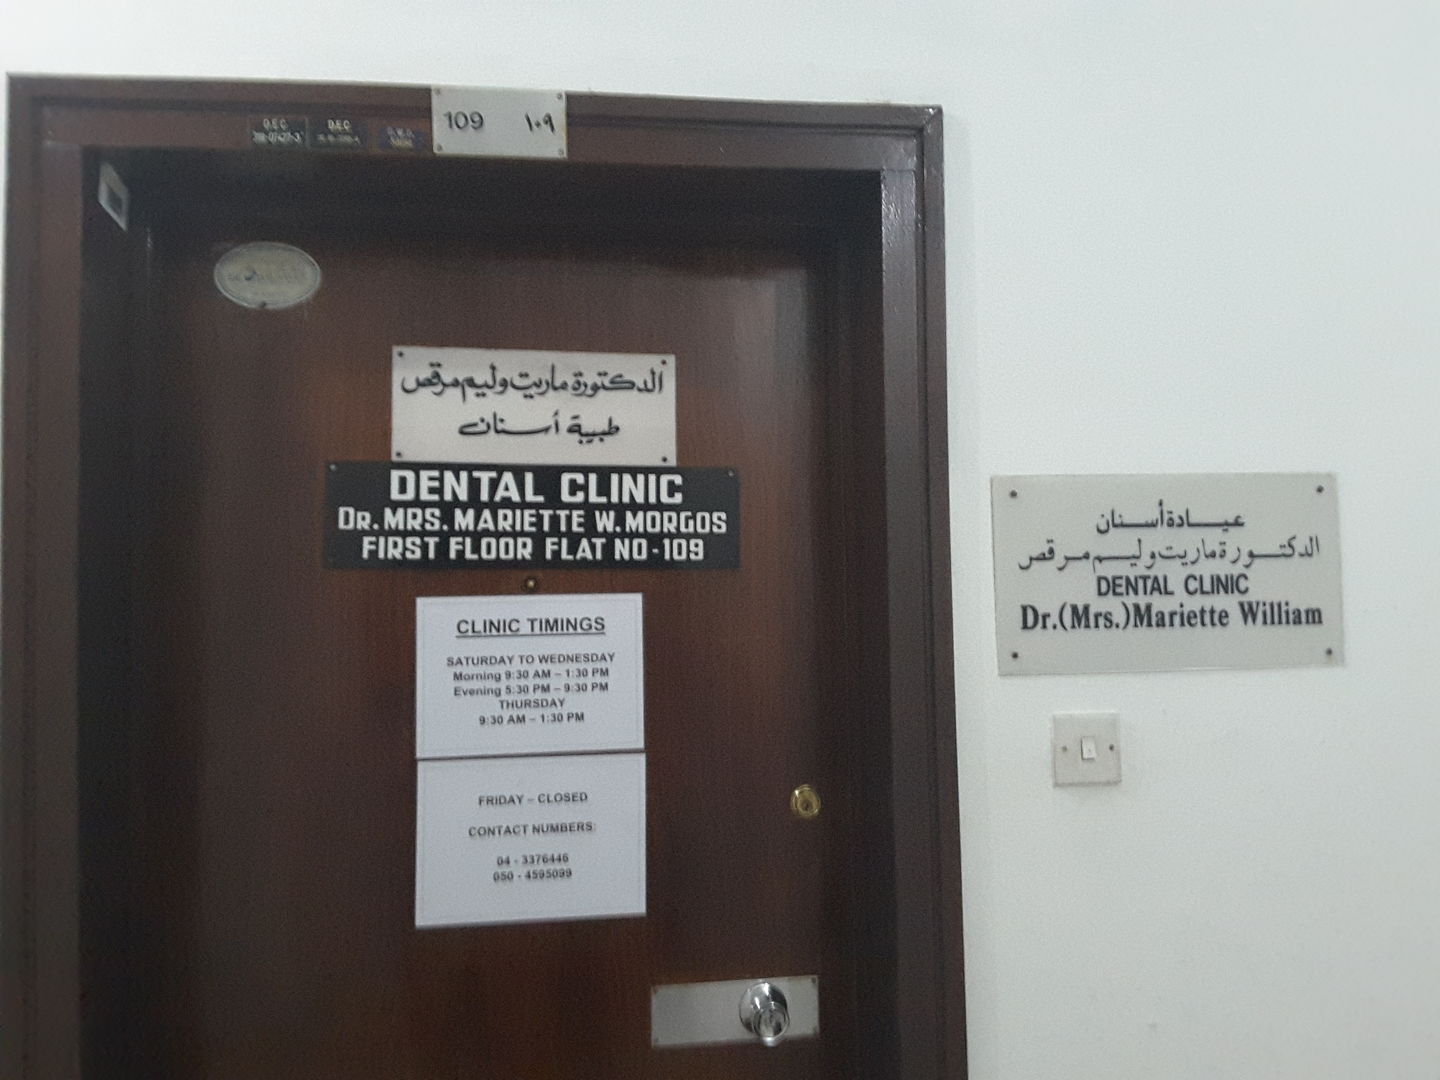 109 ١٠٩
D.E.C.
D.E.C
الدكتورة ماريت وليم مرقص
طبيبة أسنان
DENTAL CLINIC
DR. MRS. MARIETTE W. MORGOS
FIRST FLOOR FLAT NO-109
CLINIC TIMINGS
SATURDAY TO WEDNESDAY
Morning 9:30 AM – 1:30 PM
Evening 5:30 PM – 9:30 PM
THURSDAY
9:30 AM – 1:30 PM
FRIDAY – CLOSED
CONTACT NUMBERS:
04 - 3376446
050 - 4595099
عيادة أسنان
الدكتورة ماريت وليم مرقص
DENTAL CLINIC
Dr.(Mrs.)Mariette William